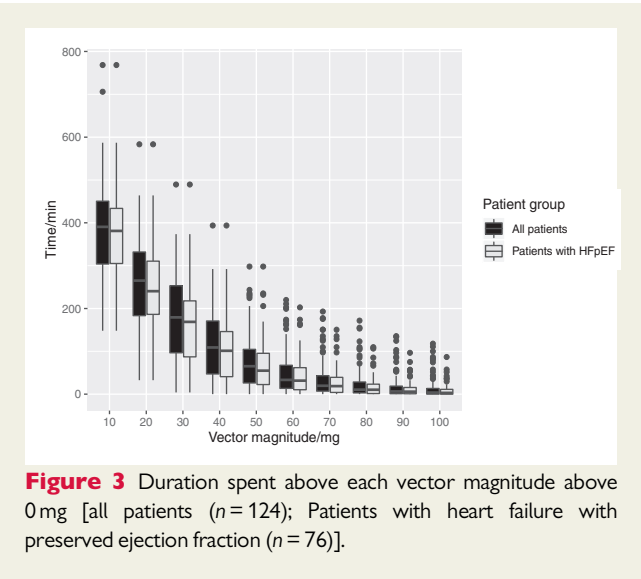 800
600
400
200
0
Time/min
10 20 30 40 50 60 70 80 90 100
Vector magnitude/mg
Patient group
All patients
Patients with HFpEF
Figure 3 Duration spent above each vector magnitude above
0 mg [all patients (n = 124); Patients with heart failure with
preserved ejection fraction (n = 76)].